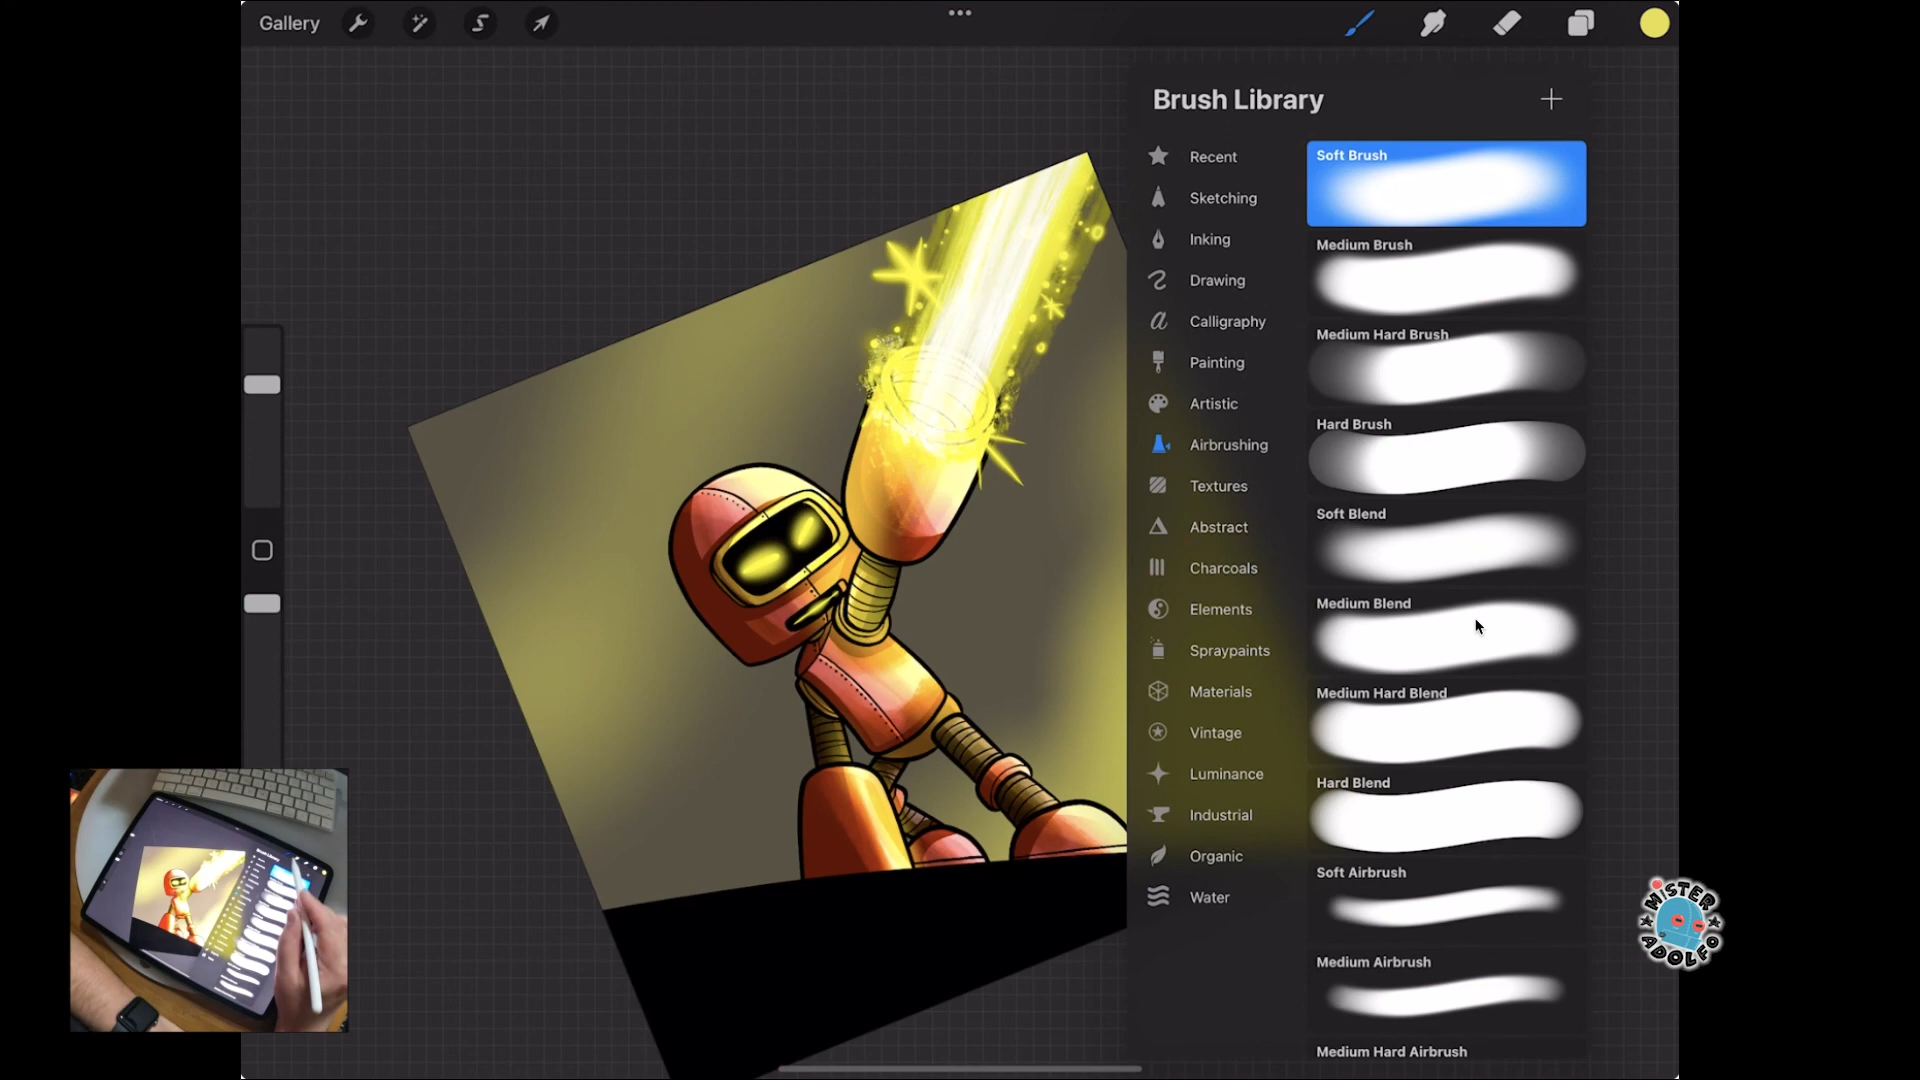 Gallery
Brush Library
Recent
Sketching
Inking
Drawing
Calligraphy
Painting
Artistic
Airbrushing
Textures
Abstract
Charcoals
Elements
Spraypaints
Materials
Vintage
Luminance
Industrial
Organic
Water
Soft Brush
Medium Brush
Medium Hard Brush
Hard Brush
Soft Blend
Medium Blend
Medium Hard Blend
Hard Blend
Soft Airbrush
Medium Airbrush
Medium Hard Airbrush
MiSTER
ADOLFO